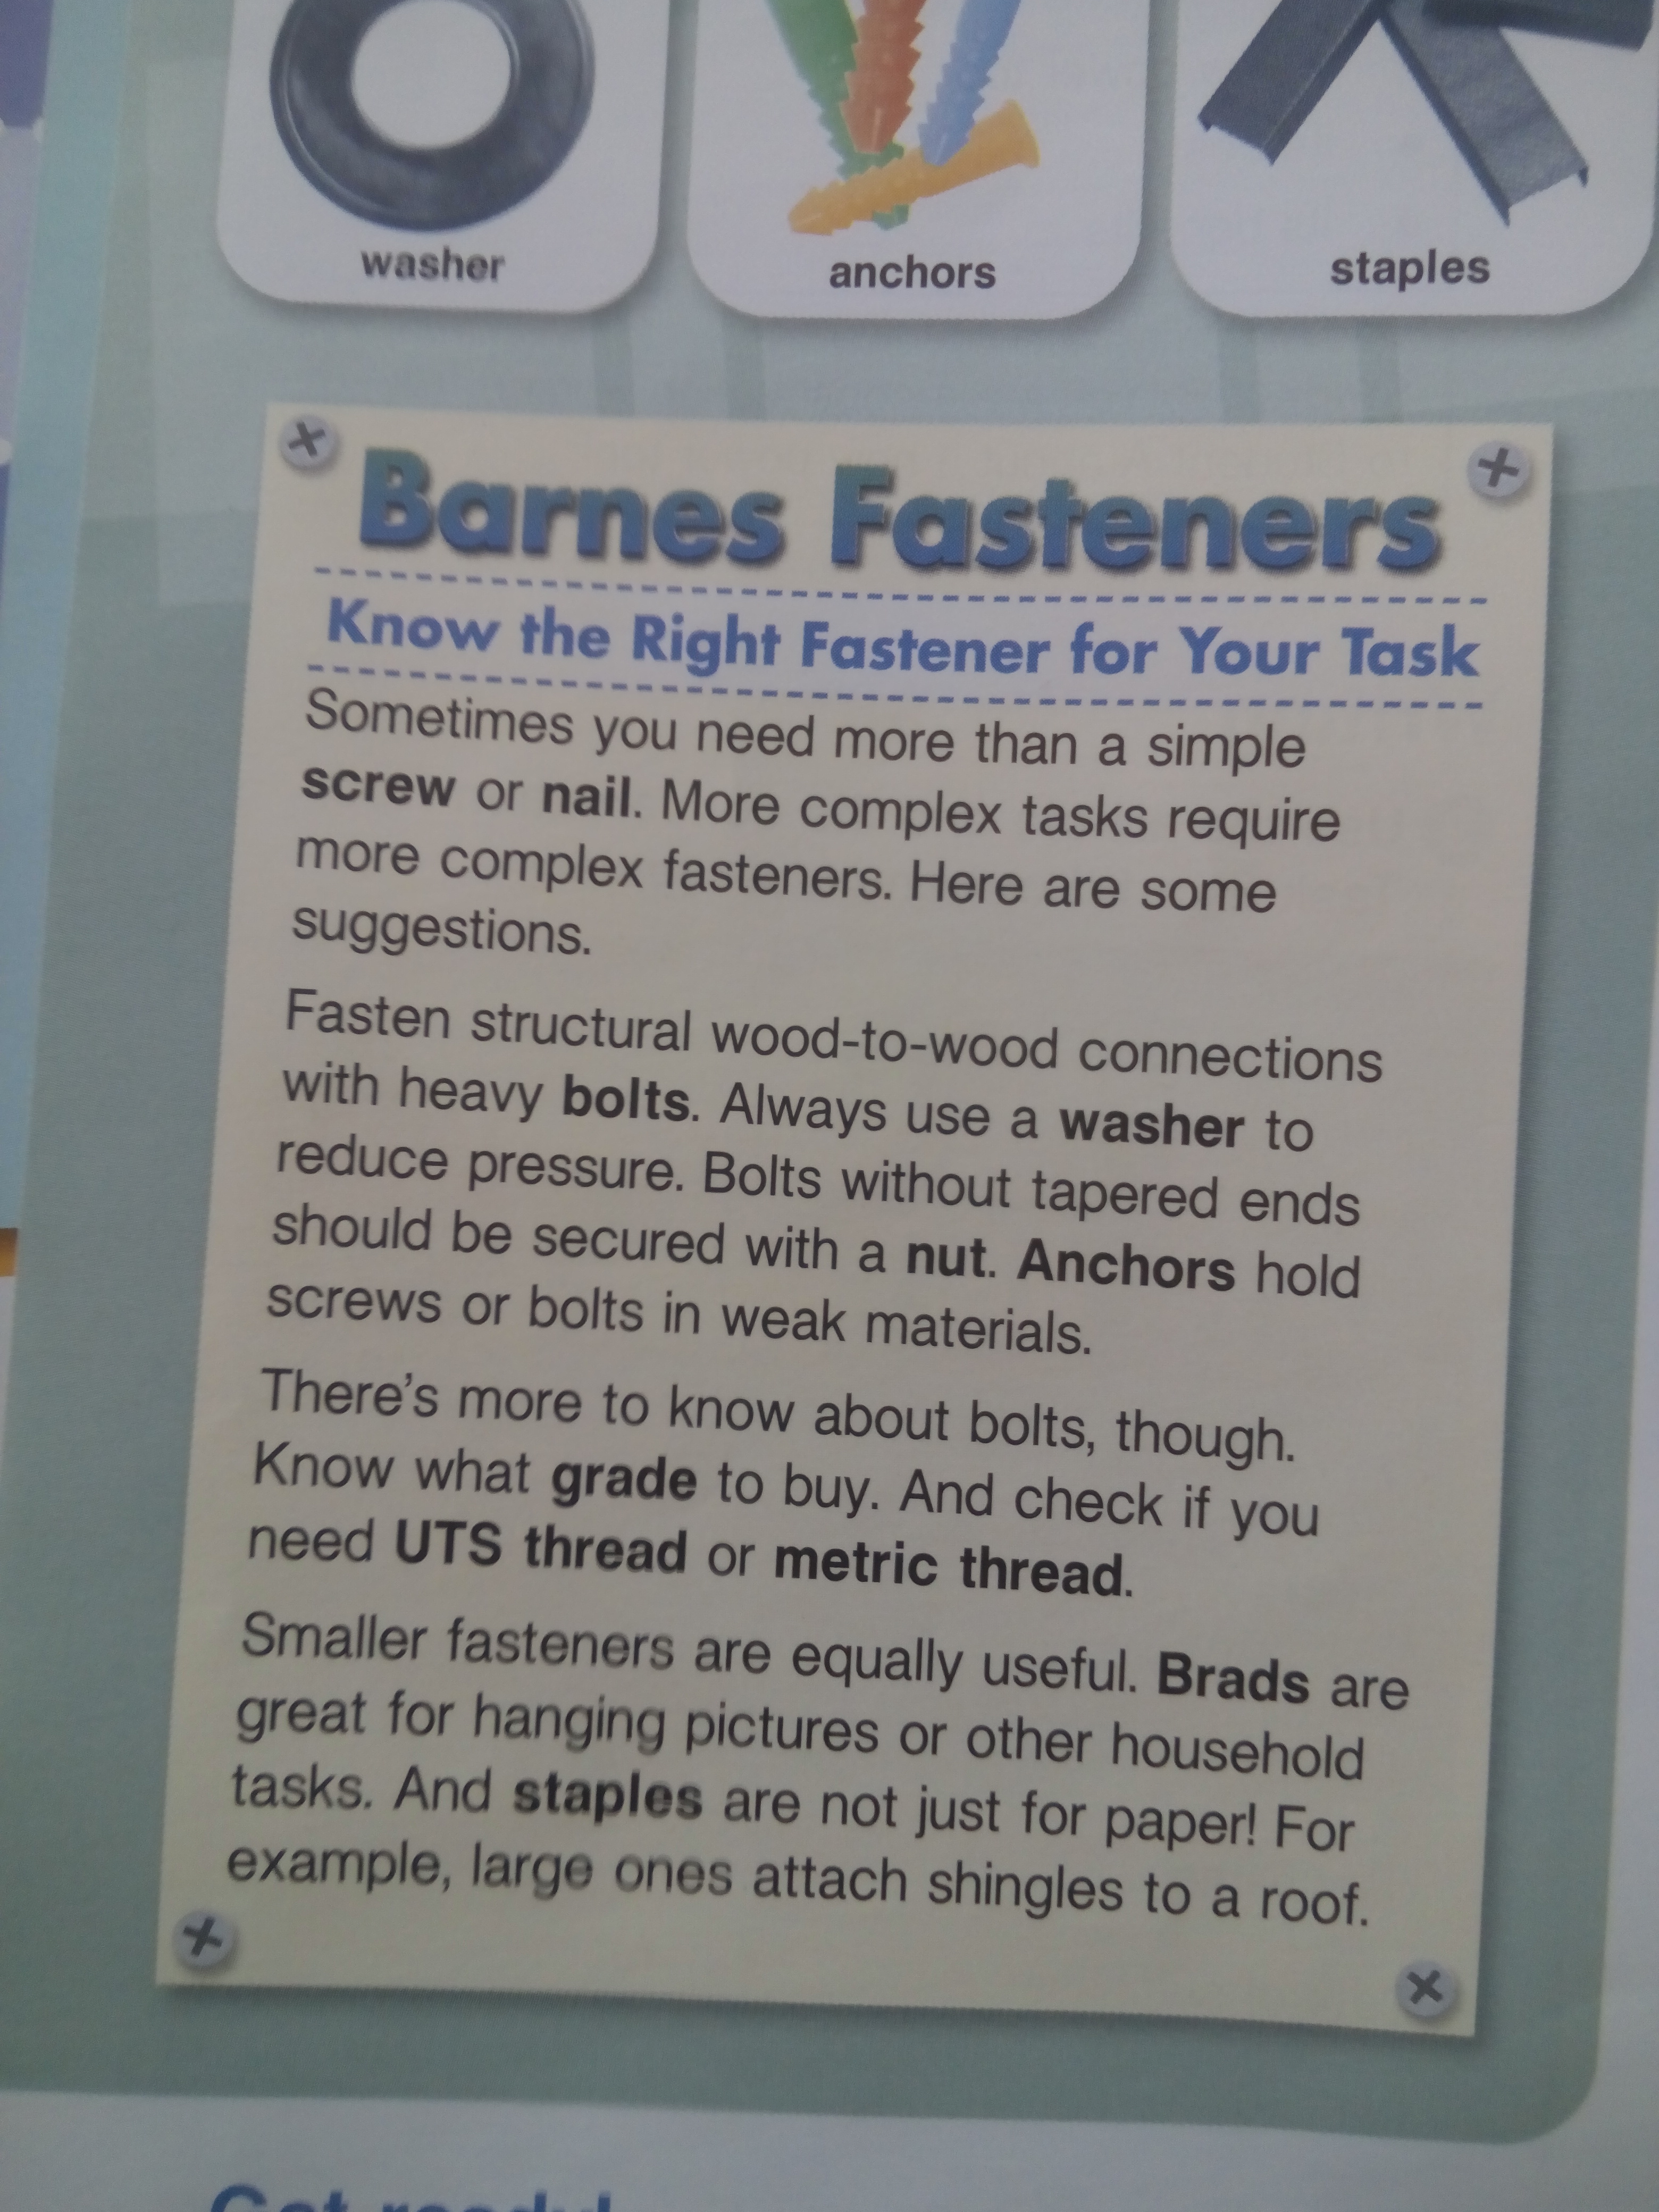 washer
anchors
staples
Barnes Fasteners
Know the Right Fastener for Your Task
Sometimes you need more than a simple
screw or nail. More complex tasks require
more complex fasteners. Here are some
suggestions.
Fasten structural wood-to-wood connections
with heavy bolts. Always use a washer to
reduce pressure. Bolts without tapered ends
should be secured with a nut. Anchors hold
screws or bolts in weak materials.
There's more to know about bolts, though.
Know what grade to buy. And check if you
need UTS thread or metric thread.
Smaller fasteners are equally useful. Brads are
great for hanging pictures or other household
tasks. And staples are not just for paper! For
example, large ones attach shingles to a roof.
Get ready!